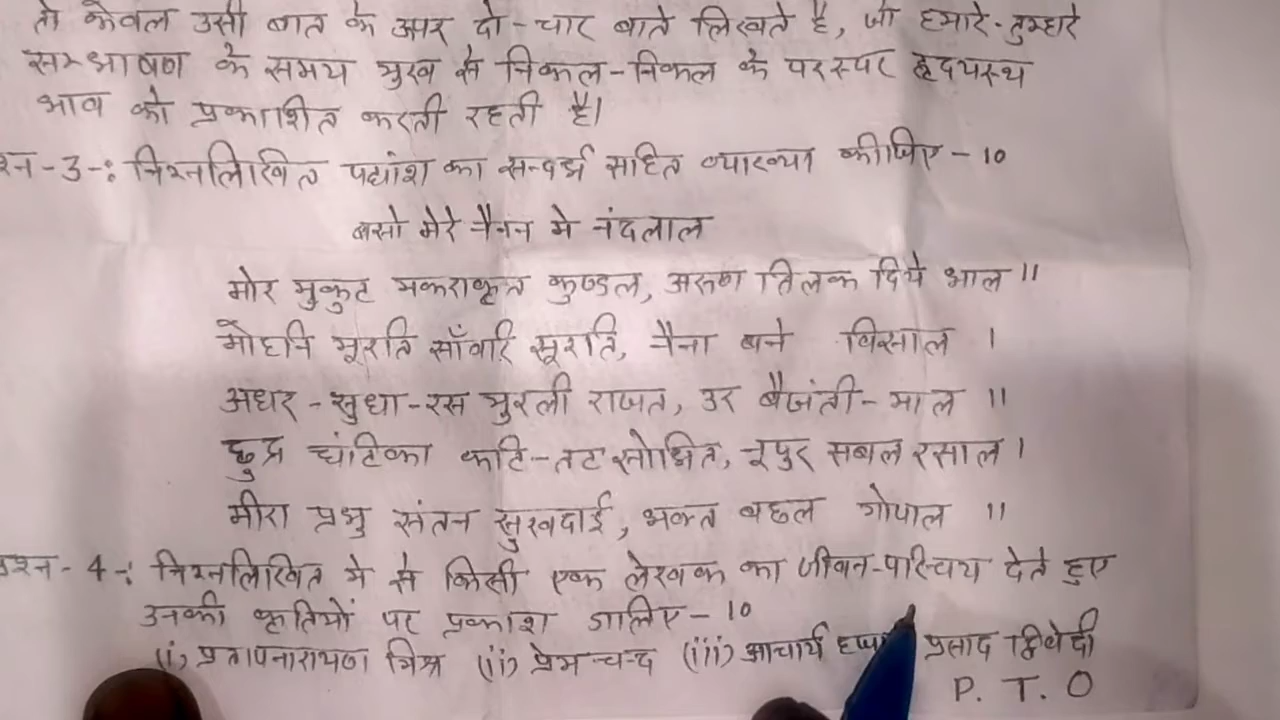 तो केवल उसी बात के ऊपर दो-चार बाते लिखते है, जो हमारे-तुम्हारे
सम्भाषण के समय मुख से निकल-निकल के परस्पर हृदयस्थ
भाव को प्रकाशित करती रहती है।
श्न-3-: निम्नलिखित पद्यांश का सन्दर्भ सहित व्याख्या कीजिए - 10
बसो मेरे नैनन मे नंदलाल
मोर मुकुट मकराकृत कुण्डल, अरुण तिलक दिये भाल ॥
मोहनि मूरति साँवरि सूरति, नैना बने विसाल ।
अधर-सुधा-रस मुरली राजत, उर बैजंती-माल ॥
छुद्र घंटिका कटि-तट सोभित, नूपुर सबल रसाल ।
मीरा प्रभु संतन सुखदाई, भक्त बछल गोपाल ॥
प्रश्न-4-: निम्नलिखित मे से किसी एक लेखक का जीवन-परिचय देते हुए
उनकी कृतियों पर प्रकाश डालिए - 10
(i) प्रतापनारायण मिश्र (ii) प्रेमचन्द (iii) आचार्य प्रसाद द्विवेदी
P. T. O